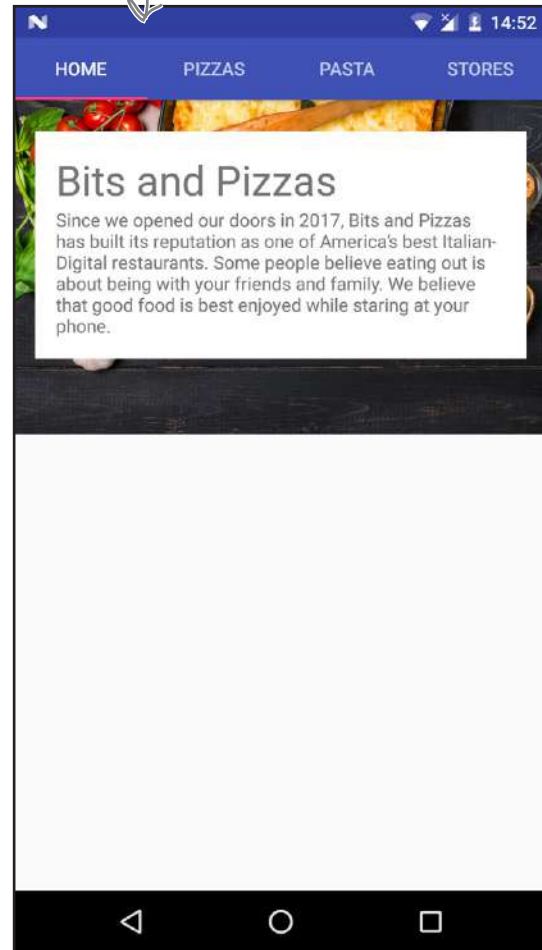 14:52
HOME PIZZAS PASTA STORES
Bits and Pizzas
Since we opened our doors in 2017, Bits and Pizzas
has built its reputation as one of America's best Italian-
Digital restaurants. Some people believe eating out is
about being with your friends and family. We believe
that good food is best enjoyed while staring at your
phone.